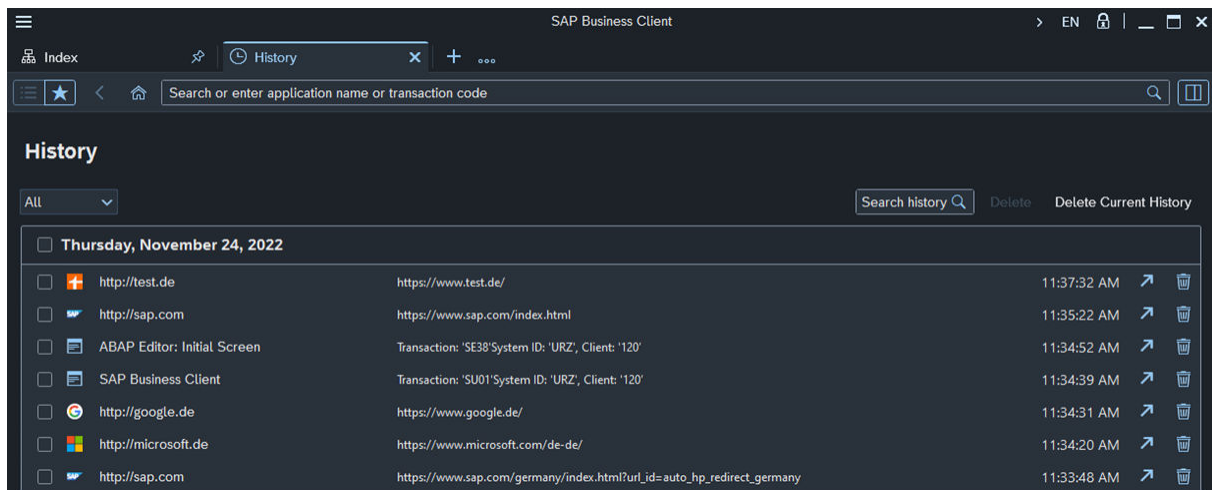 SAP Business Client
EN
Index
History
Search or enter application name or transaction code
History
All
Search history
Delete
Delete Current History
Thursday, November 24, 2022
http://test.de https://www.test.de/ 11:37:32 AM
SAP http://sap.com https://www.sap.com/index.html 11:35:22 AM
ABAP Editor: Initial Screen Transaction: 'SE38'System ID: 'URZ', Client: '120' 11:34:52 AM
SAP Business Client Transaction: 'SU01'System ID: 'URZ', Client: '120' 11:34:39 AM
G http://google.de https://www.google.de/ 11:34:31 AM
http://microsoft.de https://www.microsoft.com/de-de/ 11:34:20 AM
SAP http://sap.com https://www.sap.com/germany/index.html?url_id=auto_hp_redirect_germany 11:33:48 AM